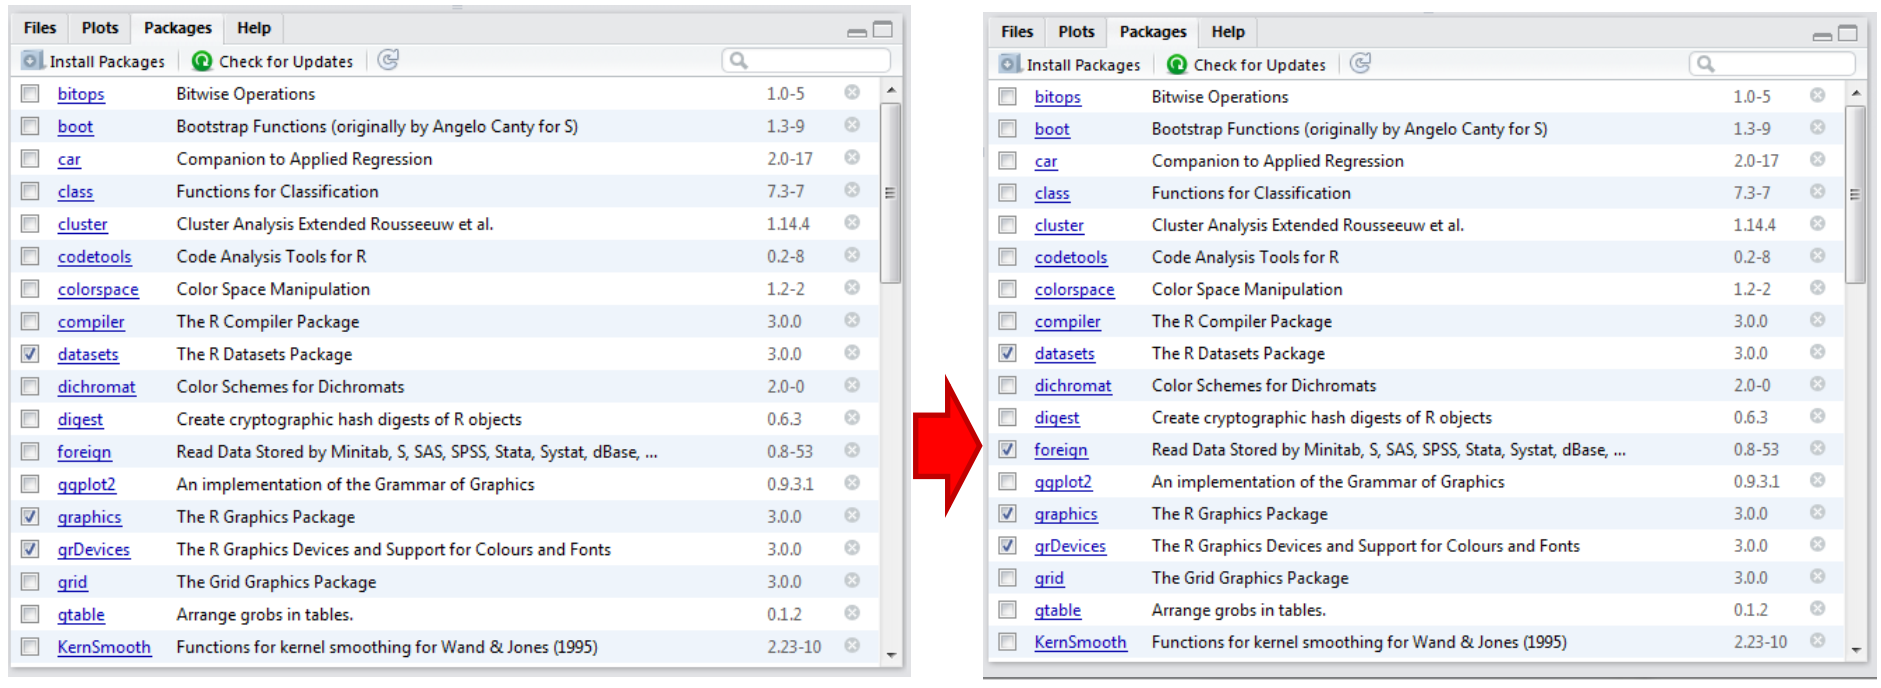 Files Plots Packages Help
Install Packages Check for Updates
bitops Bitwise Operations 1.0-5
boot Bootstrap Functions (originally by Angelo Canty for S) 1.3-9
car Companion to Applied Regression 2.0-17
class Functions for Classification 7.3-7
cluster Cluster Analysis Extended Rousseeuw et al. 1.14.4
codetools Code Analysis Tools for R 0.2-8
colorspace Color Space Manipulation 1.2-2
compiler The R Compiler Package 3.0.0
datasets The R Datasets Package 3.0.0
dichromat Color Schemes for Dichromats 2.0-0
digest Create cryptographic hash digests of R objects 0.6.3
foreign Read Data Stored by Minitab, S, SAS, SPSS, Stata, Systat, dBase, ... 0.8-53
ggplot2 An implementation of the Grammar of Graphics 0.9.3.1
graphics The R Graphics Package 3.0.0
grDevices The R Graphics Devices and Support for Colours and Fonts 3.0.0
grid The Grid Graphics Package 3.0.0
gtable Arrange grobs in tables. 0.1.2
KernSmooth Functions for kernel smoothing for Wand & Jones (1995) 2.23-10
Files Plots Packages Help
Install Packages Check for Updates
bitops Bitwise Operations 1.0-5
boot Bootstrap Functions (originally by Angelo Canty for S) 1.3-9
car Companion to Applied Regression 2.0-17
class Functions for Classification 7.3-7
cluster Cluster Analysis Extended Rousseeuw et al. 1.14.4
codetools Code Analysis Tools for R 0.2-8
colorspace Color Space Manipulation 1.2-2
compiler The R Compiler Package 3.0.0
datasets The R Datasets Package 3.0.0
dichromat Color Schemes for Dichromats 2.0-0
digest Create cryptographic hash digests of R objects 0.6.3
foreign Read Data Stored by Minitab, S, SAS, SPSS, Stata, Systat, dBase, ... 0.8-53
ggplot2 An implementation of the Grammar of Graphics 0.9.3.1
graphics The R Graphics Package 3.0.0
grDevices The R Graphics Devices and Support for Colours and Fonts 3.0.0
grid The Grid Graphics Package 3.0.0
gtable Arrange grobs in tables. 0.1.2
KernSmooth Functions for kernel smoothing for Wand & Jones (1995) 2.23-10